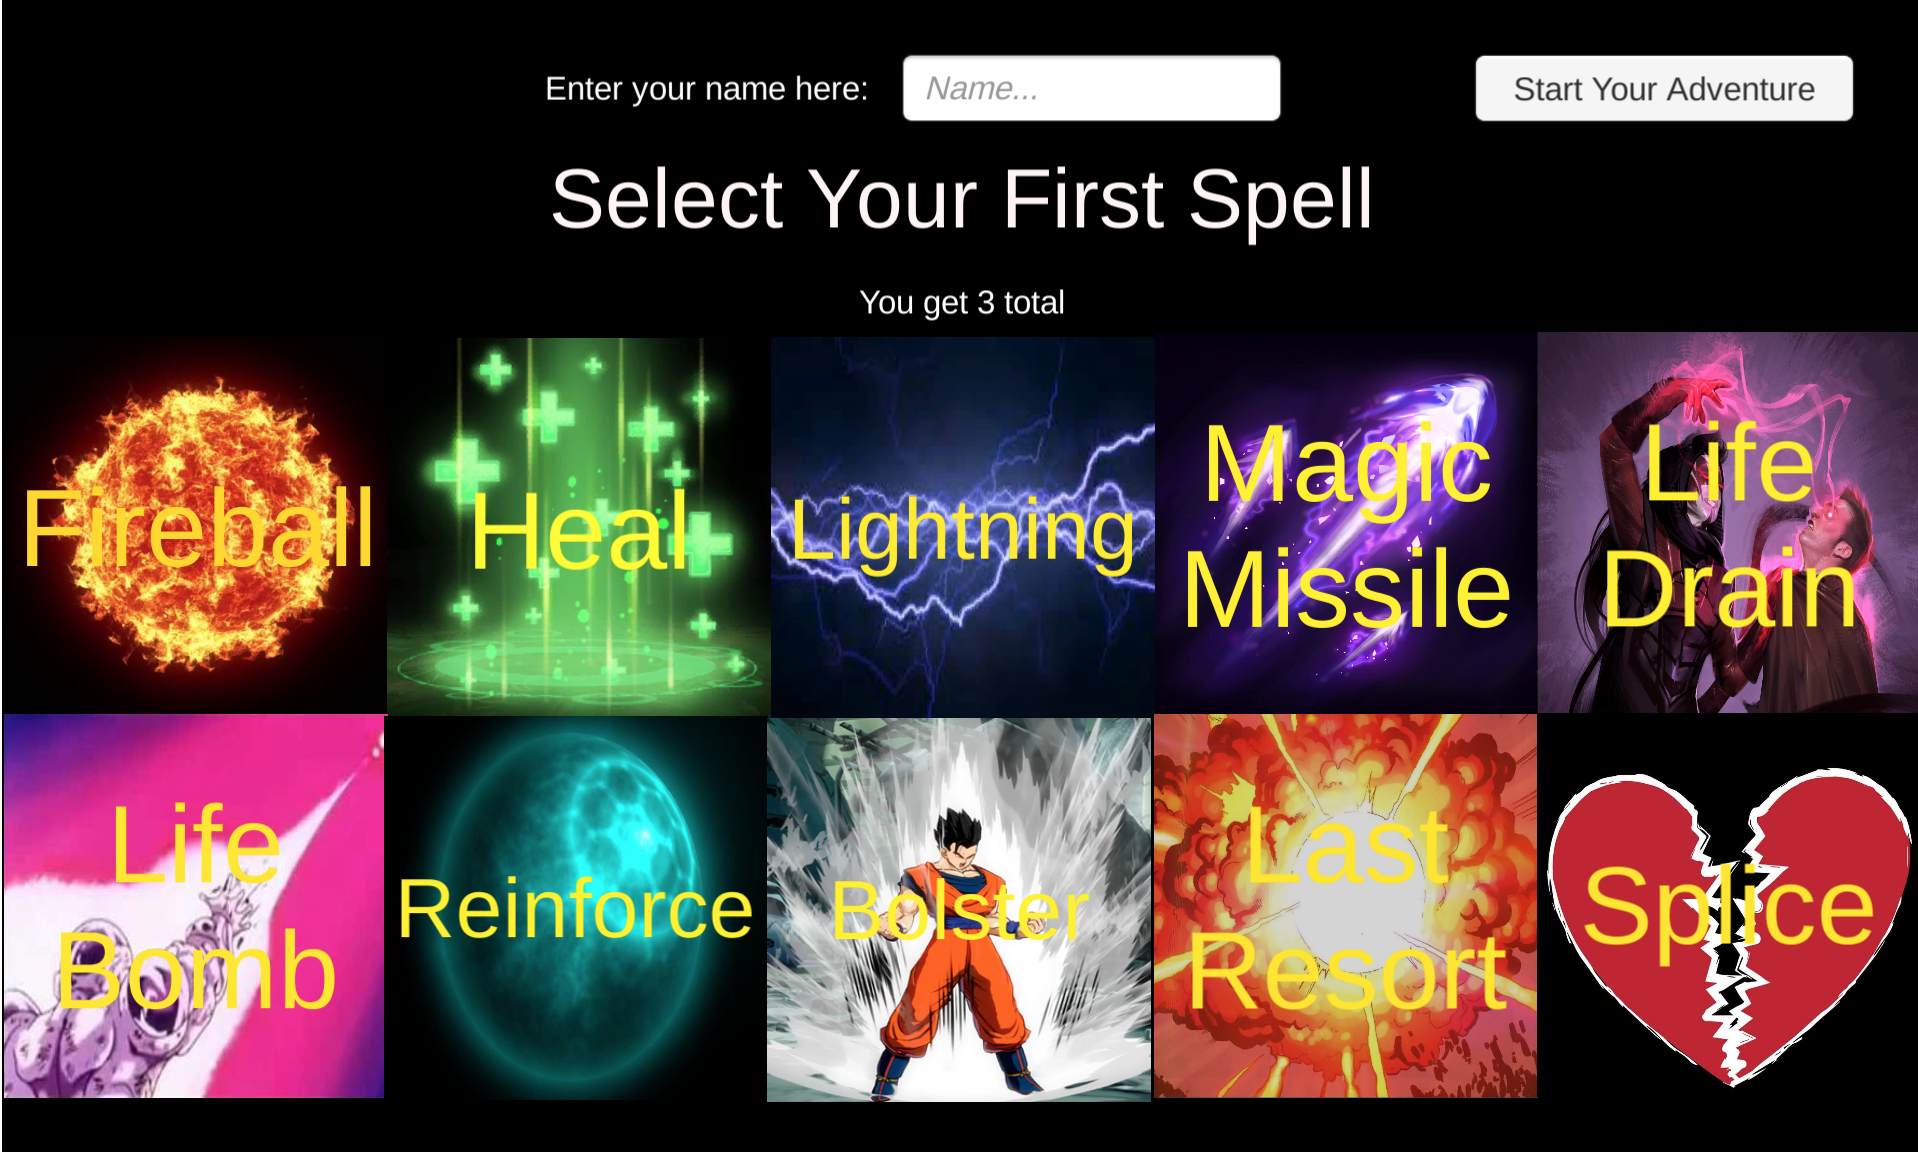 Enter your name here:
Name...
Start Your Adventure
Select Your First Spell
You get 3 total
Fireball
Heal
Lightning
Magic
Missile
Life
Drain
Life
Bomb
Reinforce
Bolster
Last
Resort
Splice